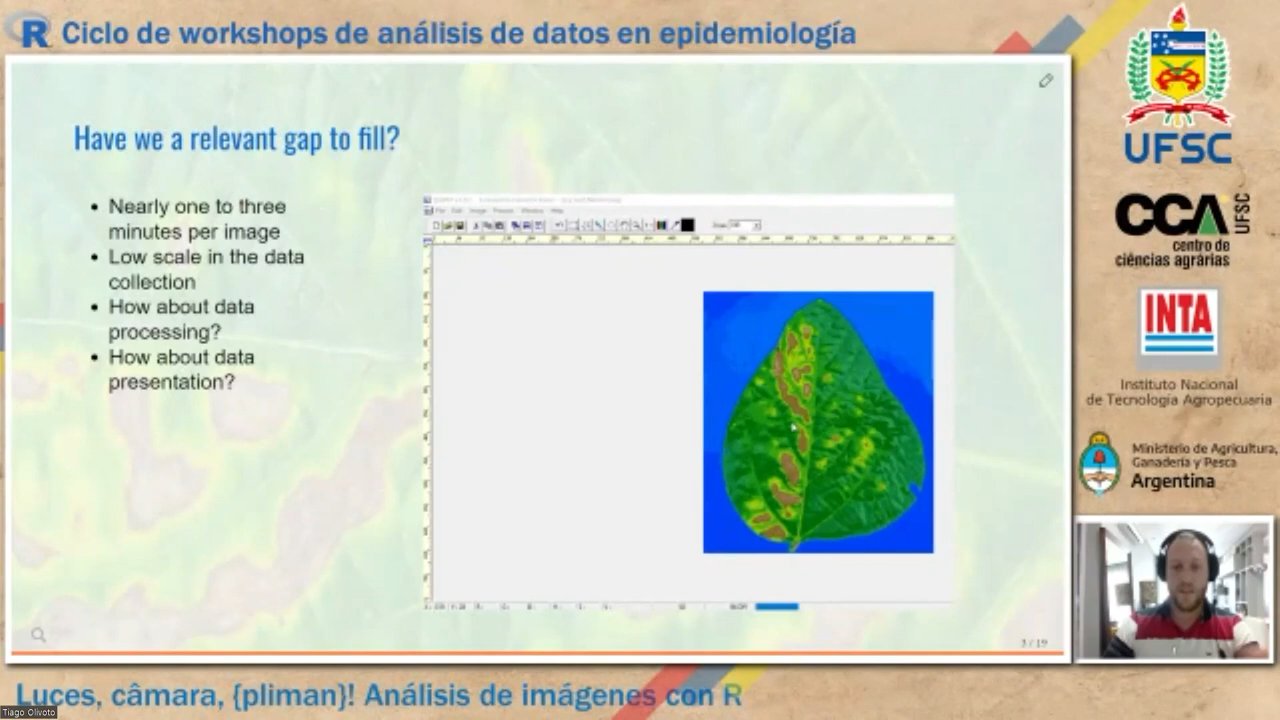 R Ciclo de workshops de análisis de datos en epidemiología
Have we a relevant gap to fill?
• Nearly one to three
minutes per image
• Low scale in the data
collection
• How about data
processing?
• How about data
presentation?
3 / 19
UFSC
CCA UFSC
centro de
ciências agrarias
INTA
Instituto Nacional
de Tecnología Agropecuaria
Ministerio de Agricultura,
Ganadería y Pesca
Argentina
Luces, câmara, {pliman}! Análisis de imágenes con R
Tiago Olivoto